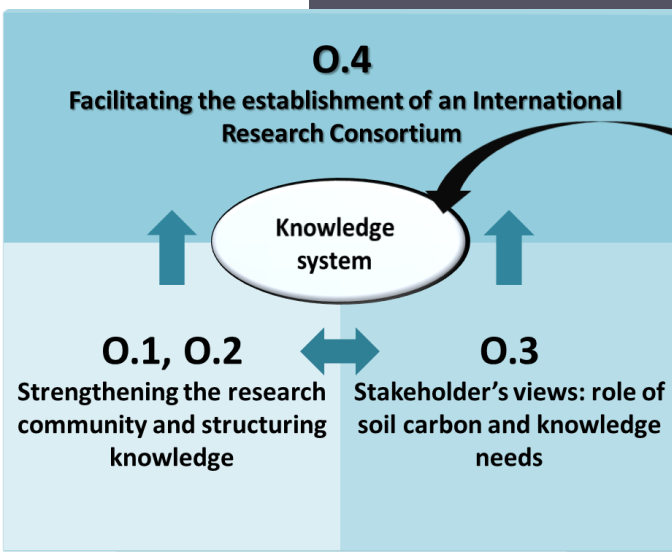 O.4
Facilitating the establishment of an International
Research Consortium
Knowledge
system
O.1, O.2
Strengthening the research
community and structuring
knowledge
O.3
Stakeholder's views: role of
soil carbon and knowledge
needs